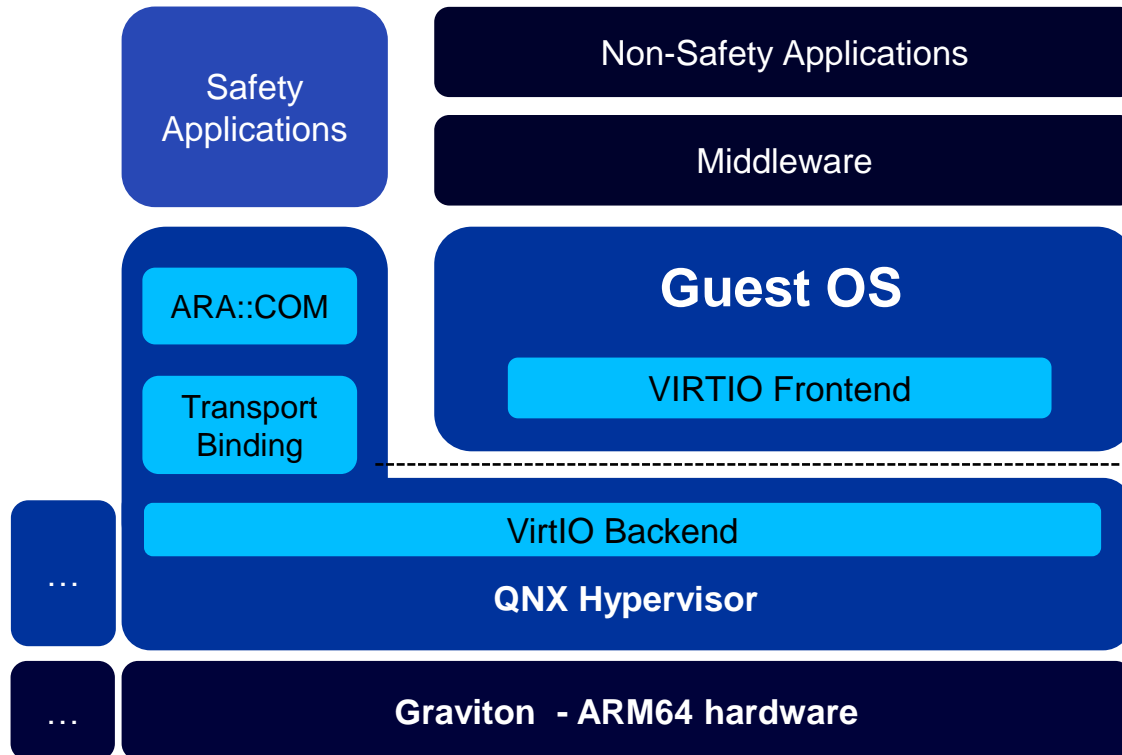 Safety
Applications
Non-Safety Applications
Middleware
ARA::COM
Transport
Binding
Guest OS
VIRTIO Frontend
VirtIO Backend
QNX Hypervisor
...
...
Graviton - ARM64 hardware